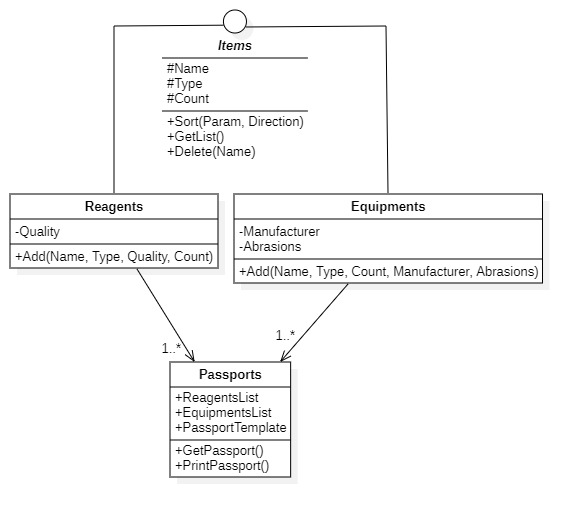 Items
#Name
#Type
#Count
+Sort(Param, Direction)
+GetList()
+Delete(Name)
Reagents
-Quality
+Add(Name, Type, Quality, Count)
Equipments
-Manufacturer
-Abrasions
+Add(Name, Type, Count, Manufacturer, Abrasions)
1..*
1..*
Passports
+ReagentsList
+EquipmentsList
+PassportTemplate
+GetPassport()
+PrintPassport()